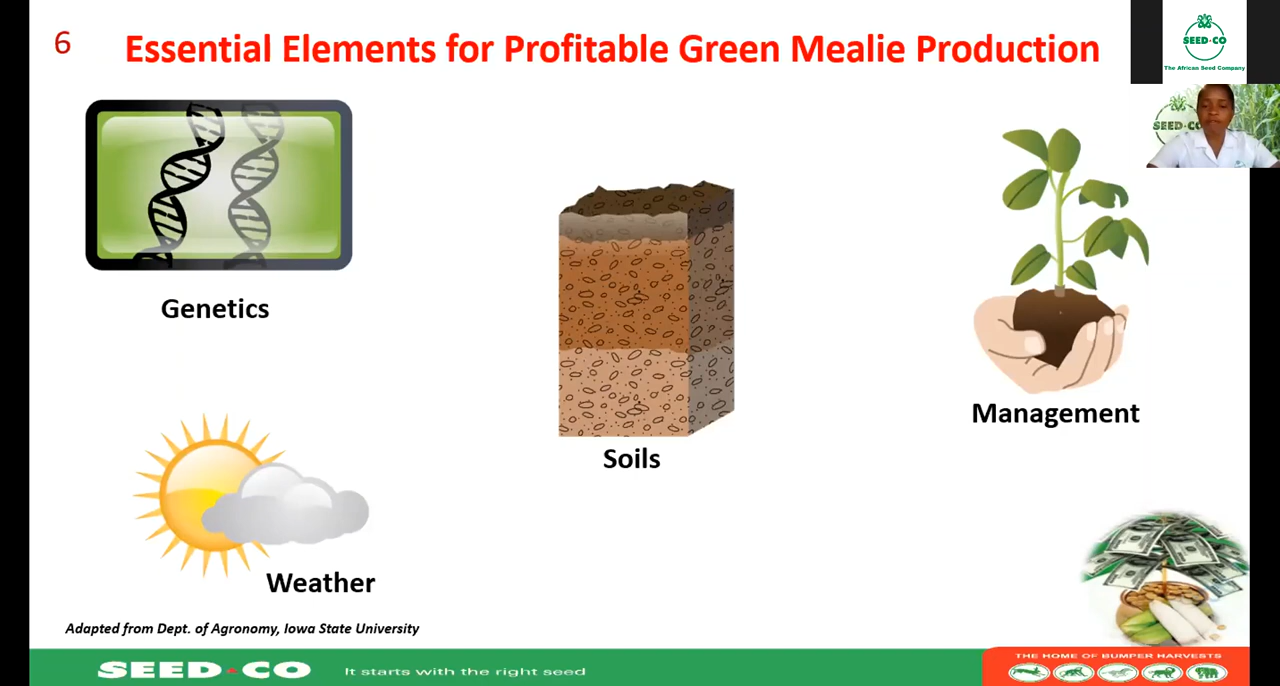 6
Essential Elements for Profitable Green Mealie Production
SEED·CO
The African Seed Company
SEED·CO
Genetics
Soils
Management
Weather
Adapted from Dept. of Agronomy, Iowa State University
SEED·CO
It starts with the right seed
THE HOME OF BUMPER HARVESTS